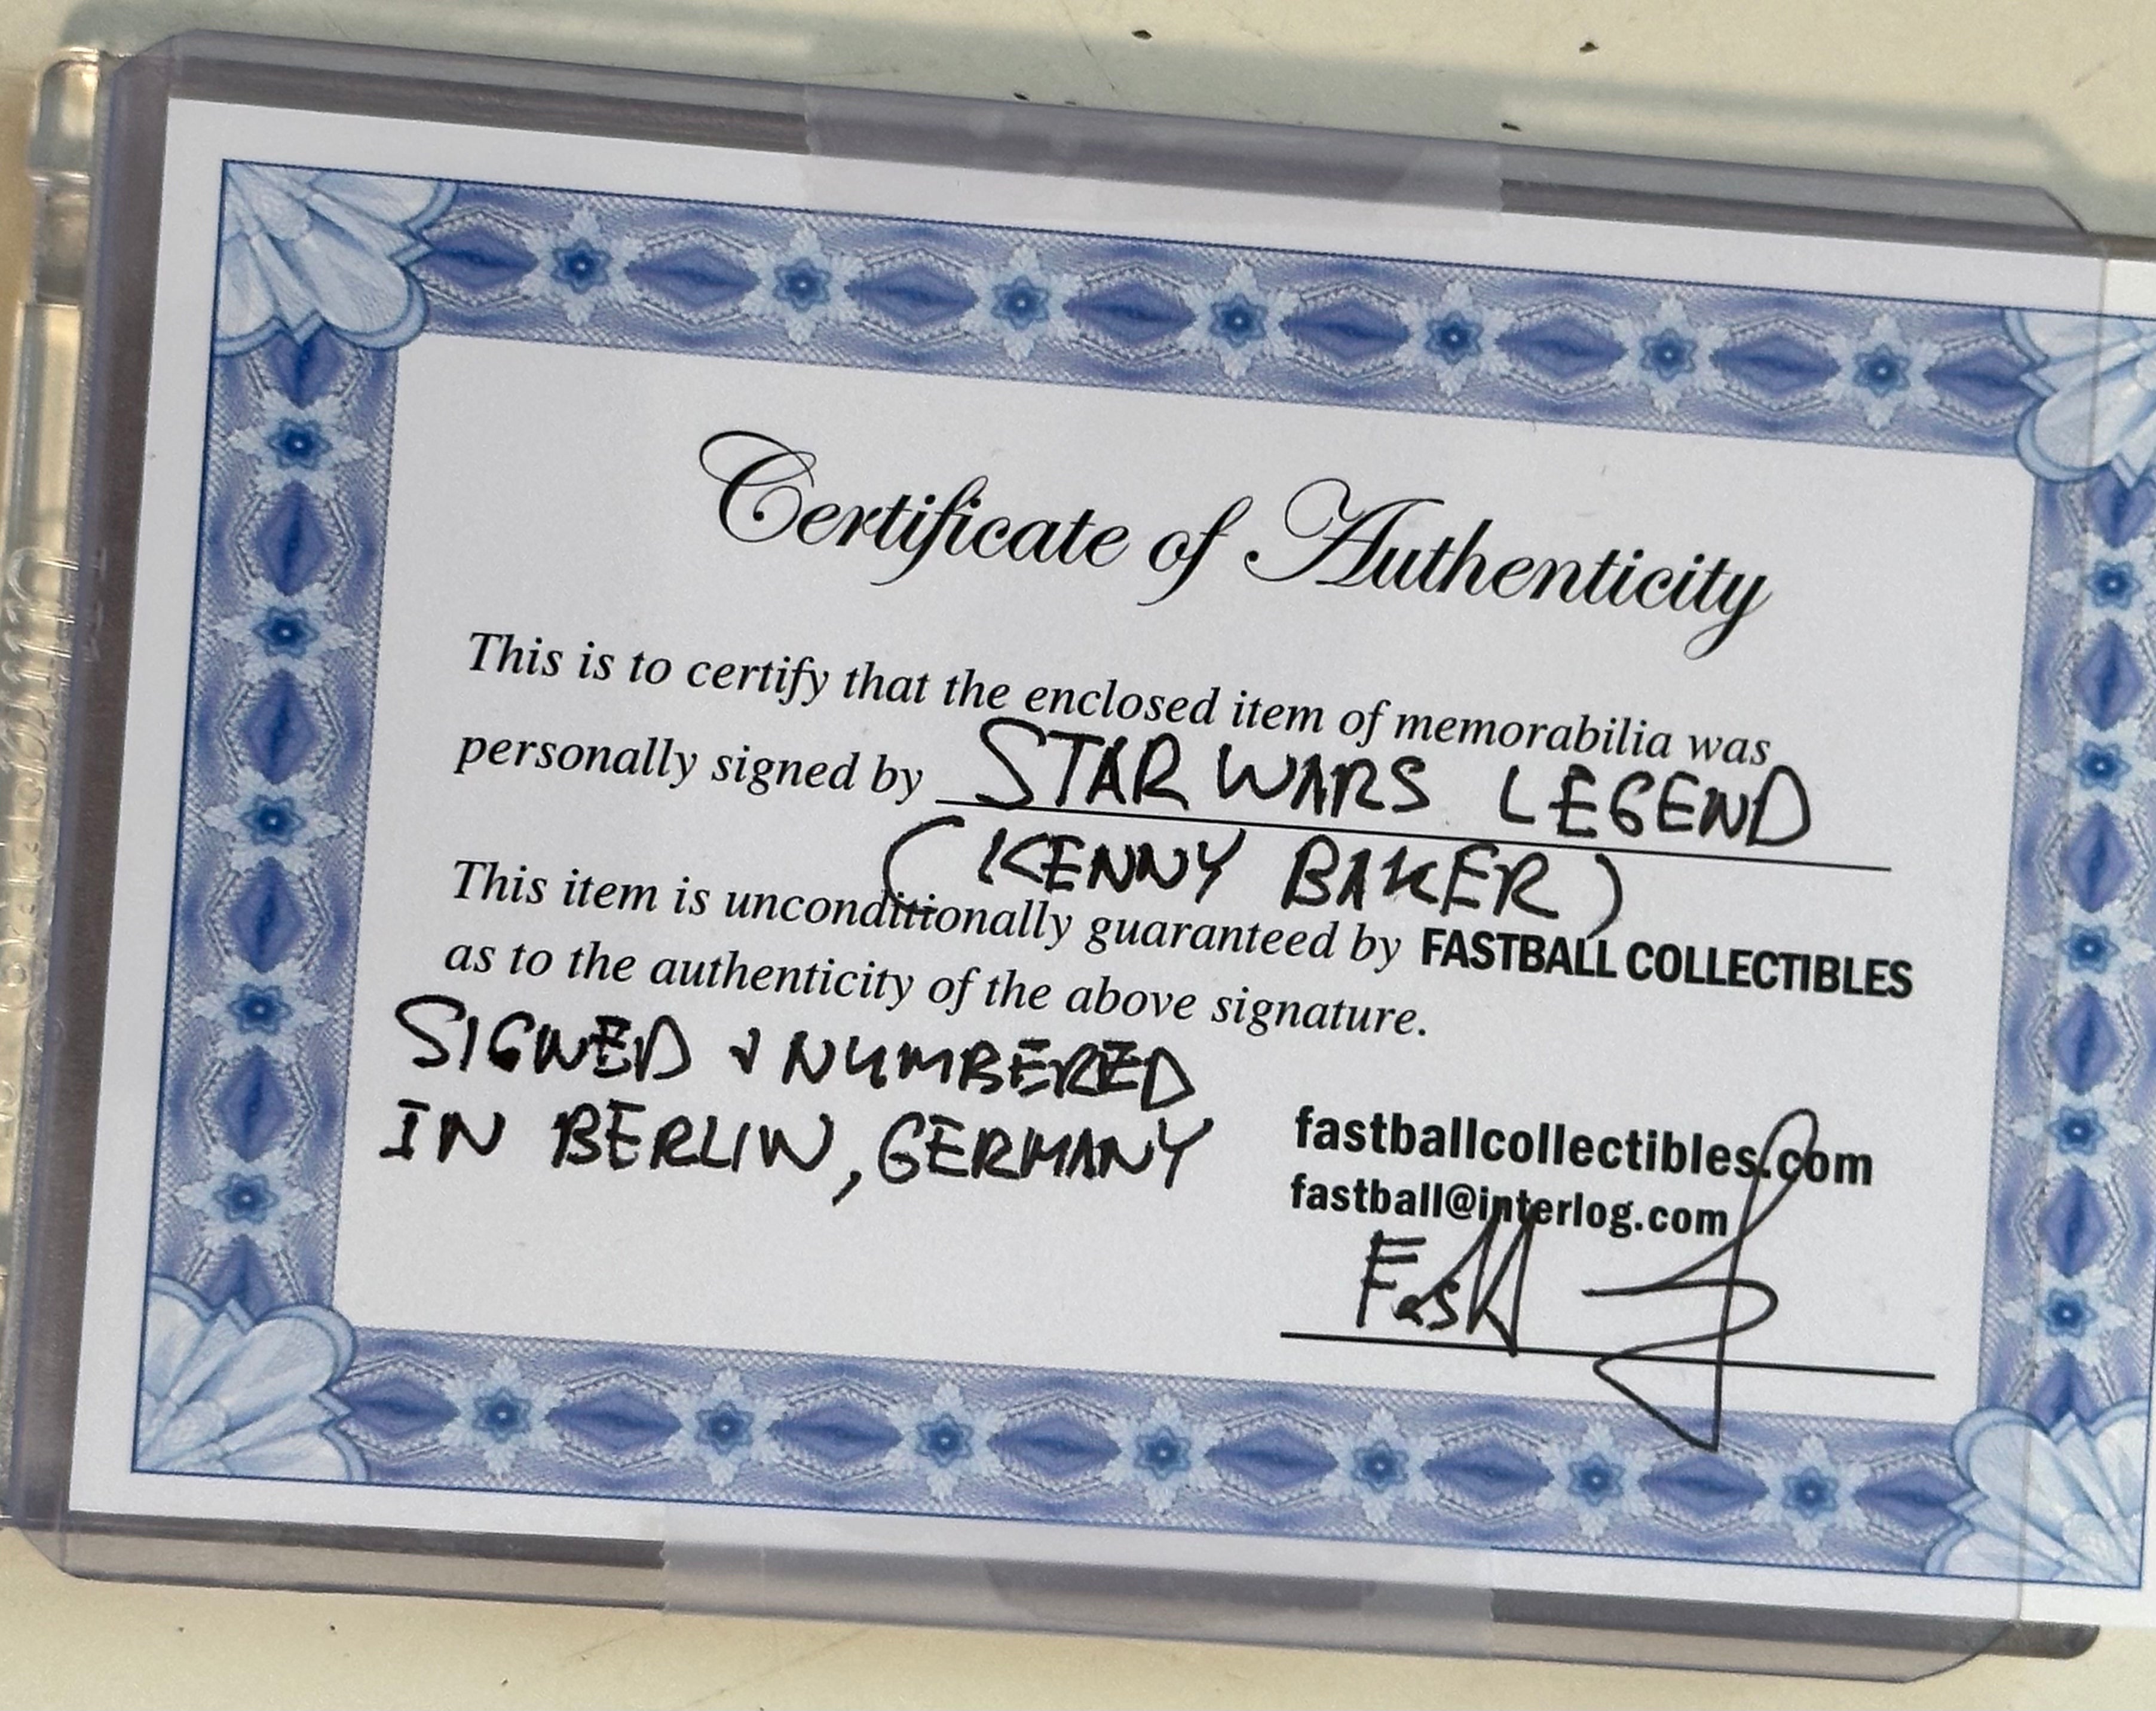 Certificate of Authenticity
This is to certify that the enclosed item of memorabilia was
personally signed by STAR WARS LEGEND
(KENNY BAKER)
This item is unconditionally guaranteed by FASTBALL COLLECTIBLES
as to the authenticity of the above signature.
SIGNED & NUMBERED
IN BERLIN, GERMANY
fastballcollectibles.com
fastball@interlog.com